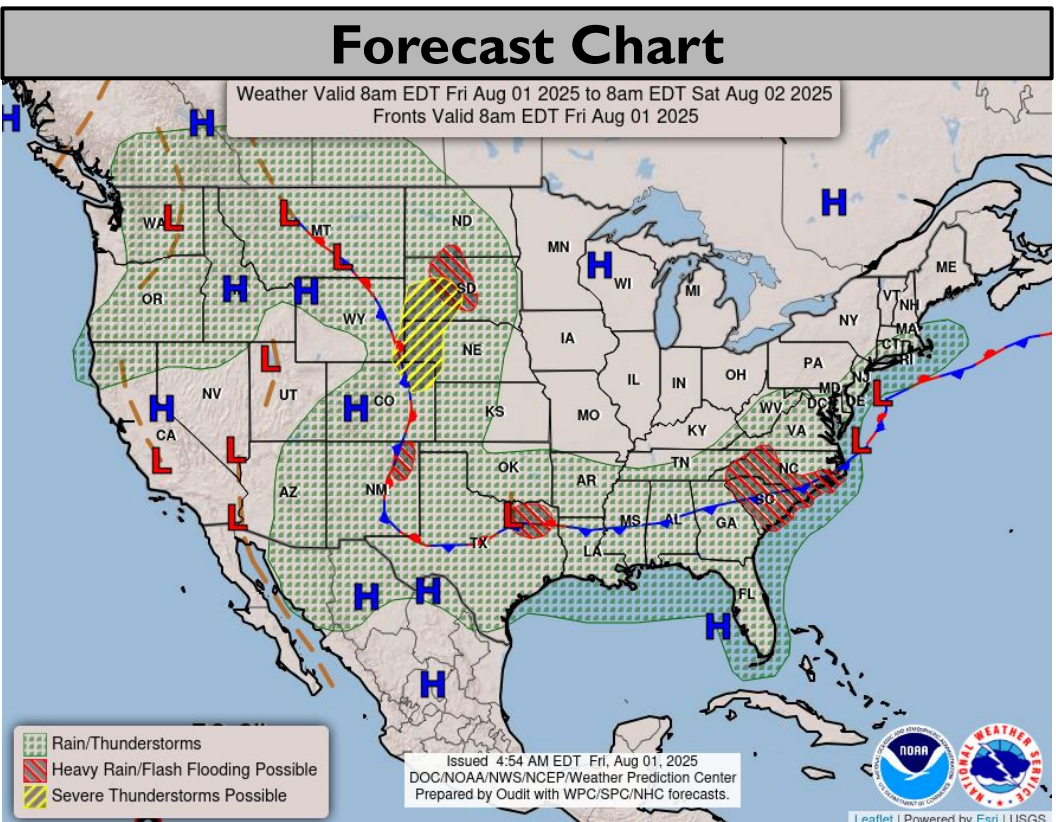 Forecast Chart
Weather Valid 8am EDT Fri Aug 01 2025 to 8am EDT Sat Aug 02 2025
Fronts Valid 8am EDT Fri Aug 01 2025
H
H
H
WA
L
L
MT
ND
MN
ME
L
H
WI
MI
VT
NH
OR
H
H
SD
NY
MA
WY
IA
CT
RI
NE
PA
NJ
L
UT
OH
MD
DE
L
NV
IL
IN
DC
H
H
CO
KS
MO
WV
VA
CA
KY
L
L
L
OK
TN
NC
AZ
NM
AR
SC
L
L
MS
AL
GA
TX
LA
H
H
FL
H
H
Rain/Thunderstorms
Heavy Rain/Flash Flooding Possible
Severe Thunderstorms Possible
Issued 4:54 AM EDT Fri, Aug 01, 2025
DOC/NOAA/NWS/NCEP/Weather Prediction Center
Prepared by Oudit with WPC/SPC/NHC forecasts.
NOAA
NATIONAL WEATHER SERVICE
Leaflet | Powered by Esri | USGS